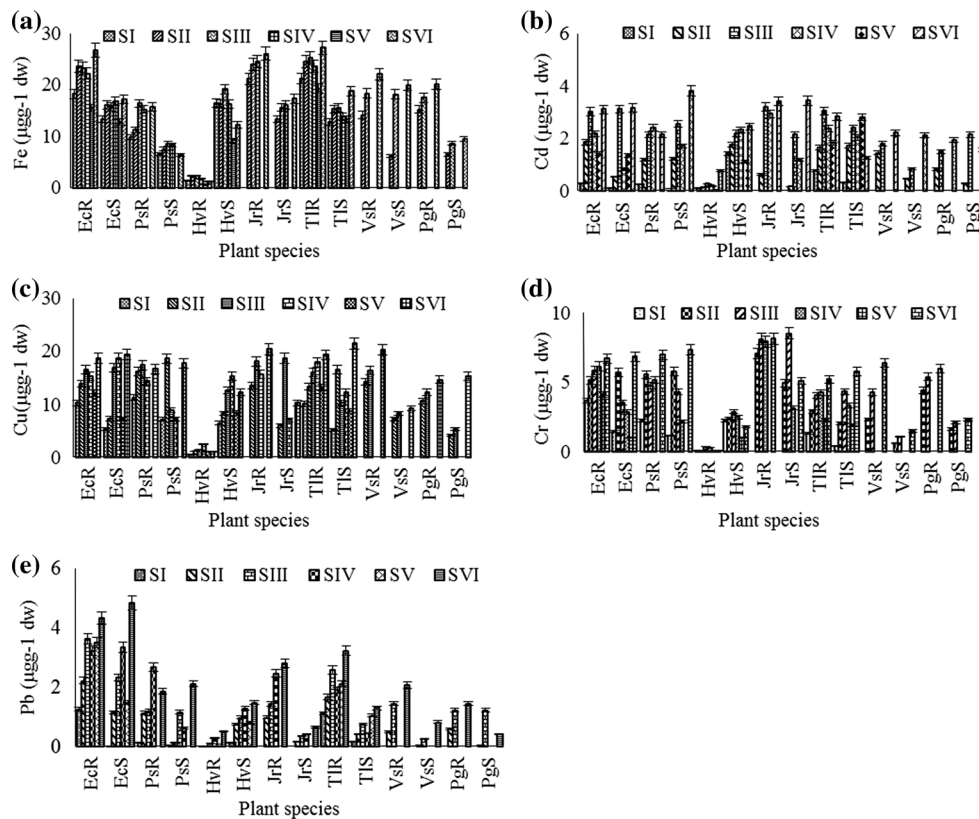 (a)
SI SII SIII SIV SV SVI
Fe (µgg-1 dw)
30
20
10
0
EcR EcS PsR PsS HvR HvS JrR JrS TlR TlS VsR VsS PgR PgS
Plant species
(b)
SI SII SIII SIV SV SVI
Cd (µgg-1 dw)
6
4
2
0
EcR EcS PsR PsS HvR HvS JrR JrS TlR TlS VsR VsS PgR PgS
Plant species
(c)
SI SII SIII SIV SV SVI
Cu(µgg-1 dw)
30
20
10
0
EcR EcS PsR PsS HvR HvS JrR JrS TlR TlS VsR VsS PgR PgS
Plant species
(d)
SI SII SIII SIV SV SVI
Cr (µgg-1 dw)
10
5
0
EcR EcS PsR PsS HvR HvS JrR JrS TlR TlS VsR VsS PgR PgS
Plant species
(e)
SI SII SIII SIV SV SVI
Pb (µgg-1 dw)
6
4
2
0
EcR EcS PsR PsS HvR HvS JrR JrS TlR TlS VsR VsS PgR PgS
Plant species